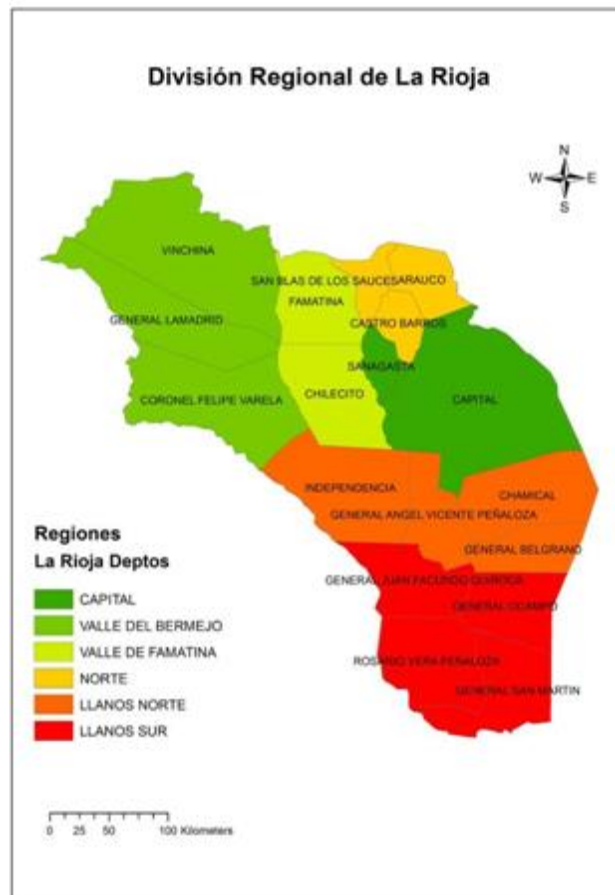 División Regional de La Rioja
N
W E
S
VINCHINA
SAN BLAS DE LOS SAUCES
ARAUCO
FAMATINA
GENERAL LAMADRID
CASTRO BARROS
SANAGASTA
CHILECITO
CORONEL FELIPE VARELA
CAPITAL
INDEPENDENCIA
CHAMICAL
GENERAL ANGEL VICENTE PEÑALOZA
GENERAL BELGRANO
GENERAL JUAN FACUNDO QUIROGA
GENERAL OCAMPO
ROSARIO VERA PEÑALOZA
GENERAL SAN MARTIN
Regiones
La Rioja Deptos
CAPITAL
VALLE DEL BERMEJO
VALLE DE FAMATINA
NORTE
LLANOS NORTE
LLANOS SUR
0 25 50 100 Kilometers